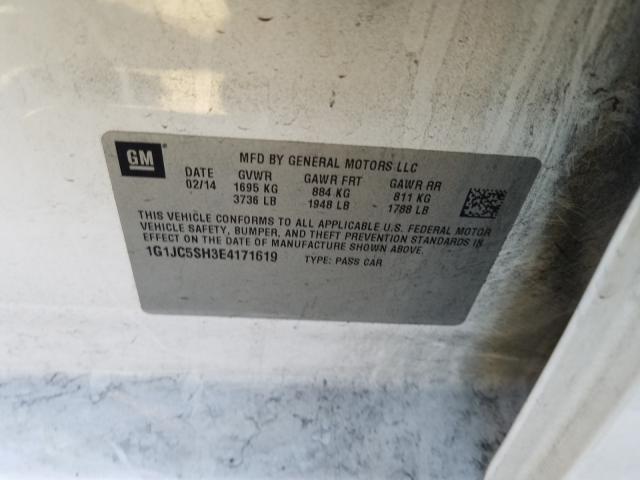 GM
MFD BY GENERAL MOTORS LLC
DATE GVWR GAWR FRT GAWR RR
02/14 1695 KG 884 KG 811 KG
3736 LB 1948 LB 1788 LB
THIS VEHICLE CONFORMS TO ALL APPLICABLE U.S. FEDERAL MOTOR
VEHICLE SAFETY, BUMPER, AND THEFT PREVENTION STANDARDS IN
EFFECT ON THE DATE OF MANUFACTURE SHOWN ABOVE.
1G1JC5SH3E4171619 TYPE: PASS CAR